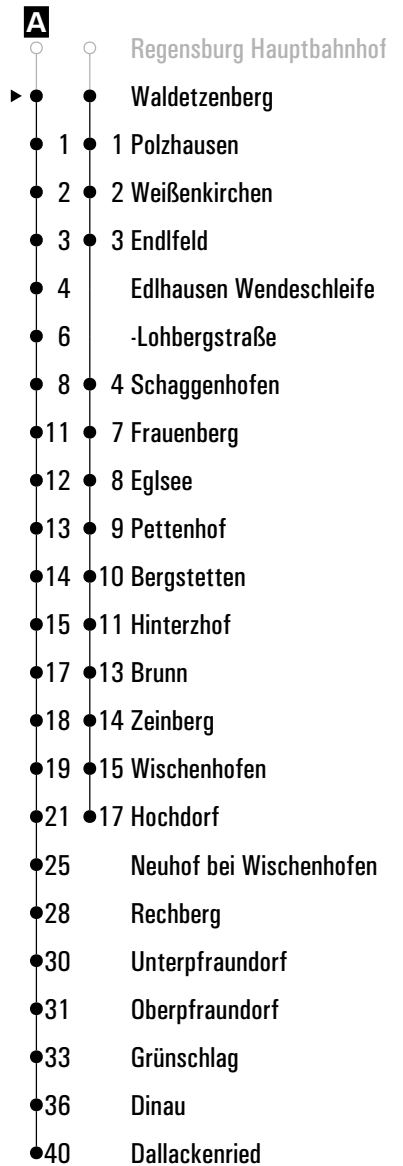 A
Regensburg Hauptbahnhof
Waldetzenberg
1 1 Polzhausen
2 2 Weißenkirchen
3 3 Endlfeld
4 Edlhausen Wendeschleife
6 -Lohbergstraße
8 4 Schaggenhofen
11 7 Frauenberg
12 8 Eglsee
13 9 Pettenhof
14 10 Bergstetten
15 11 Hinterzhof
17 13 Brunn
18 14 Zeinberg
19 15 Wischenhofen
21 17 Hochdorf
25 Neuhof bei Wischenhofen
28 Rechberg
30 Unterpfraundorf
31 Oberpfraundorf
33 Grünschlag
36 Dinau
40 Dallackenried